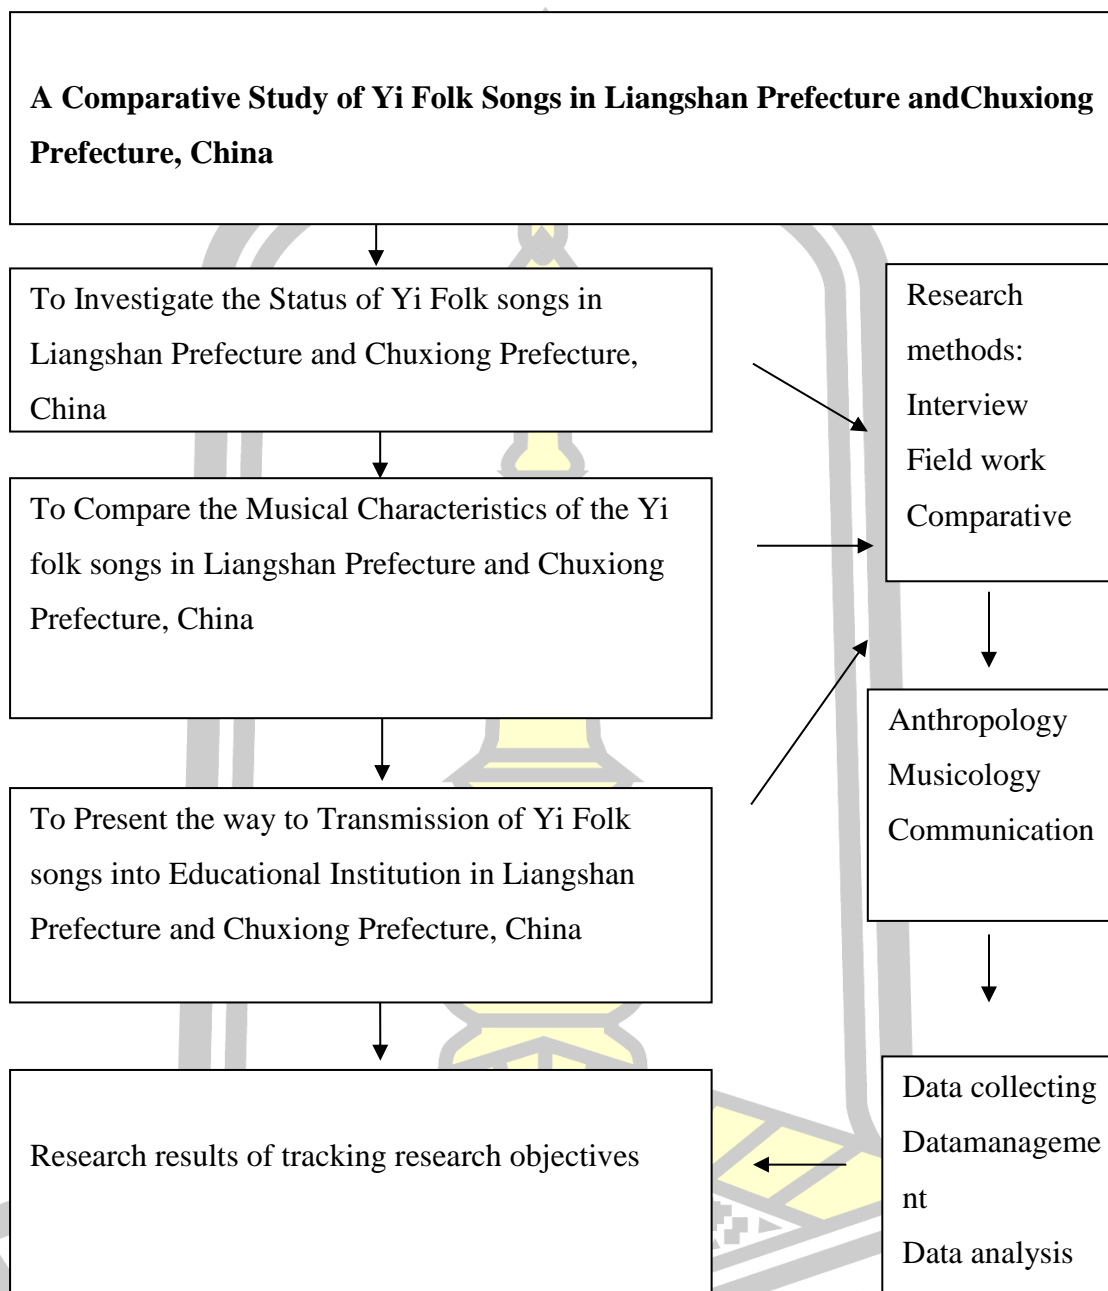 A Comparative Study of Yi Folk Songs in Liangshan Prefecture andChuxiong
Prefecture, China
To Investigate the Status of Yi Folk songs in
Liangshan Prefecture and Chuxiong Prefecture,
China
To Compare the Musical Characteristics of the Yi
folk songs in Liangshan Prefecture and Chuxiong
Prefecture, China
To Present the way to Transmission of Yi Folk
songs into Educational Institution in Liangshan
Prefecture and Chuxiong Prefecture, China
Research results of tracking research objectives
Research
methods:
Interview
Field work
Comparative
Anthropology
Musicology
Communication
Data collecting
Datamanageme
nt
Data analysis